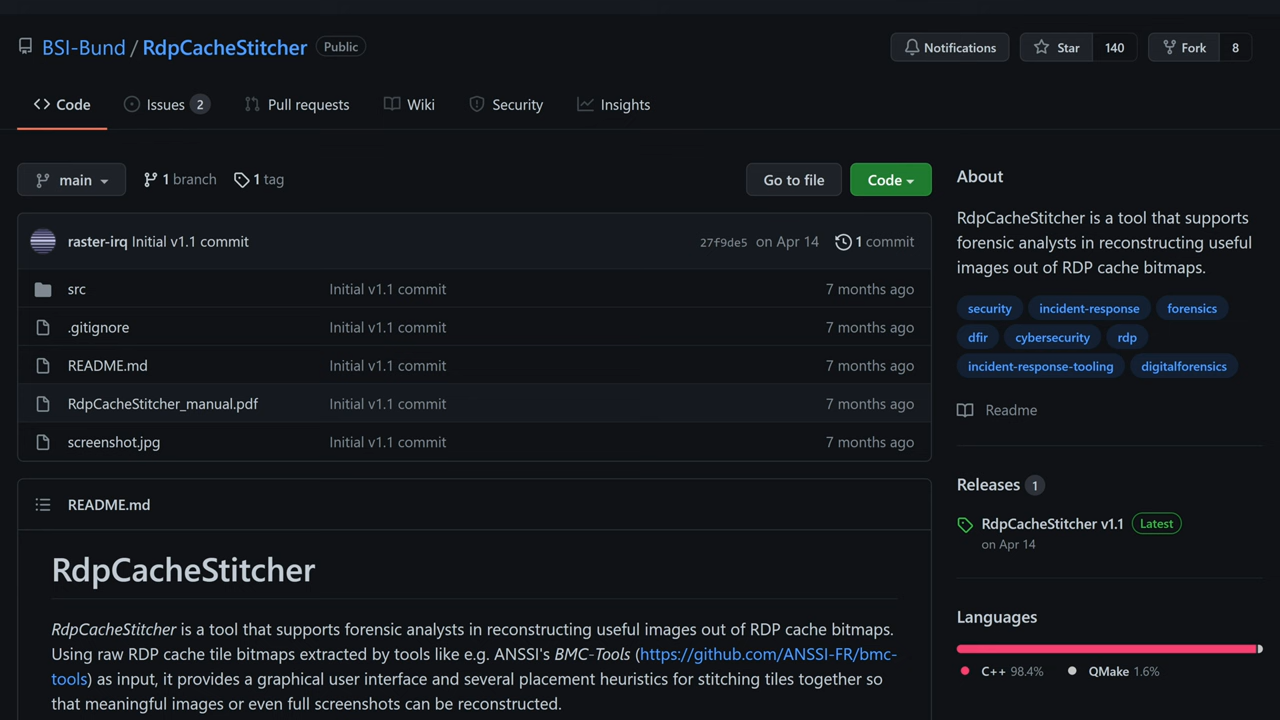 BSI-Bund / RdpCacheStitcher Public
Notifications Star 140 Fork 8
Code Issues 2 Pull requests Wiki Security Insights
main 1 branch 1 tag Go to file Code
raster-irq Initial v1.1 commit 27f9de5 on Apr 14 1 commit
src Initial v1.1 commit 7 months ago
.gitignore Initial v1.1 commit 7 months ago
README.md Initial v1.1 commit 7 months ago
RdpCacheStitcher_manual.pdf Initial v1.1 commit 7 months ago
screenshot.jpg Initial v1.1 commit 7 months ago
README.md
RdpCacheStitcher
RdpCacheStitcher is a tool that supports forensic analysts in reconstructing useful images out of RDP cache bitmaps.
Using raw RDP cache tile bitmaps extracted by tools like e.g. ANSSI's BMC-Tools (https://github.com/ANSSI-FR/bmc-
tools) as input, it provides a graphical user interface and several placement heuristics for stitching tiles together so
that meaningful images or even full screenshots can be reconstructed.
About
RdpCacheStitcher is a tool that supports
forensic analysts in reconstructing useful
images out of RDP cache bitmaps.
security incident-response forensics
dfir cybersecurity rdp
incident-response-tooling digitalforensics
Readme
Releases 1
RdpCacheStitcher v1.1 Latest
on Apr 14
Languages
C++ 98.4% QMake 1.6%